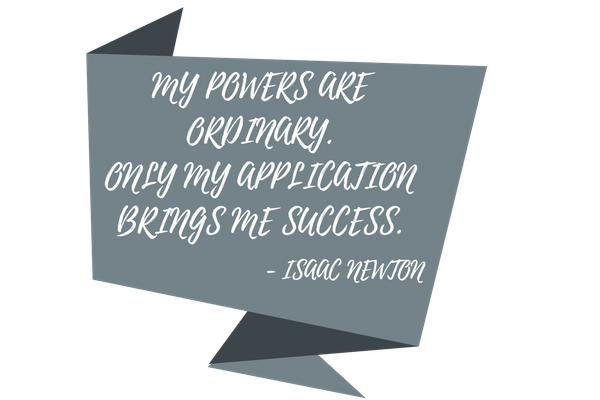 MY POWERS ARE
ORDINARY.
ONLY MY APPLICATION
BRINGS ME SUCCESS.
- ISAAC NEWTON